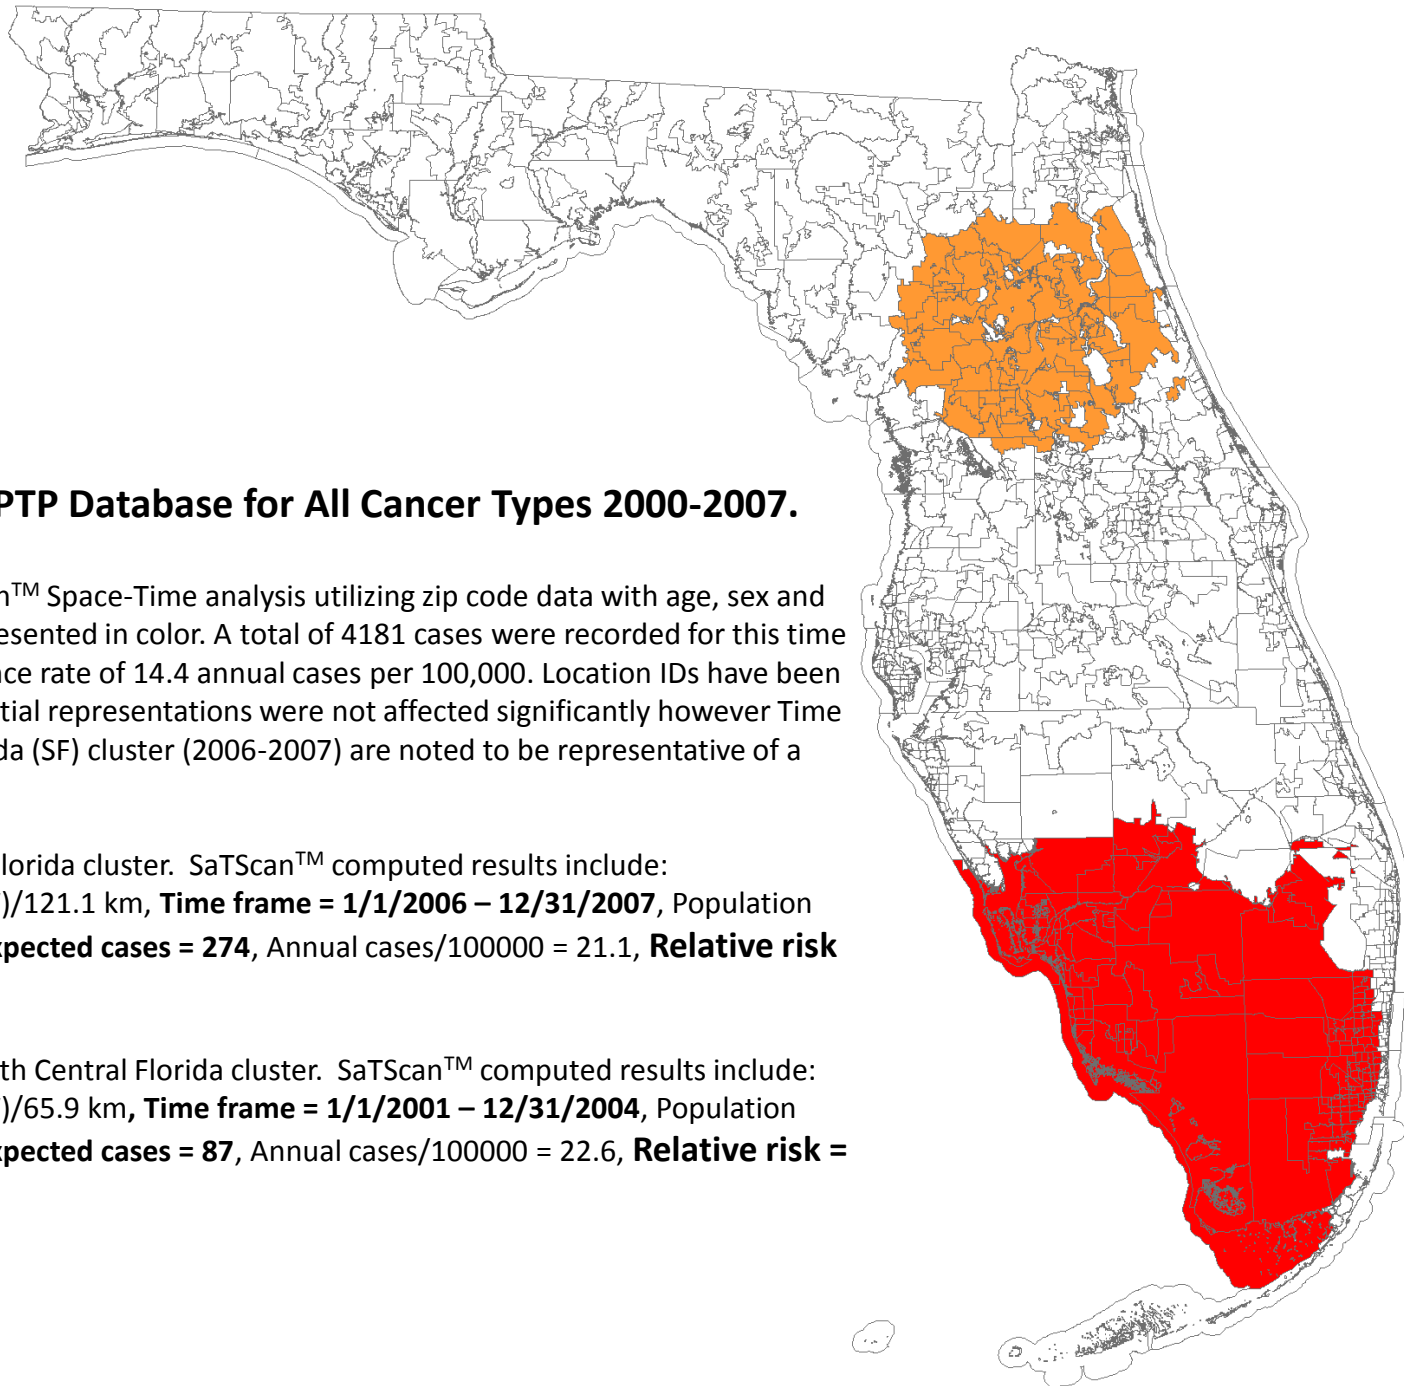 PTP Database for All Cancer Types 2000-2007.
n™ Space-Time analysis utilizing zip code data with age, sex and
esented in color. A total of 4181 cases were recorded for this time
nce rate of 14.4 annual cases per 100,000. Location IDs have been
tial representations were not affected significantly however Time
da (SF) cluster (2006-2007) are noted to be representative of a
lorida cluster. SaTScan™ computed results include:
)/121.1 km, Time frame = 1/1/2006 – 12/31/2007, Population
xpected cases = 274, Annual cases/100000 = 21.1, Relative risk
th Central Florida cluster. SaTScan™ computed results include:
)/65.9 km, Time frame = 1/1/2001 – 12/31/2004, Population
xpected cases = 87, Annual cases/100000 = 22.6, Relative risk =